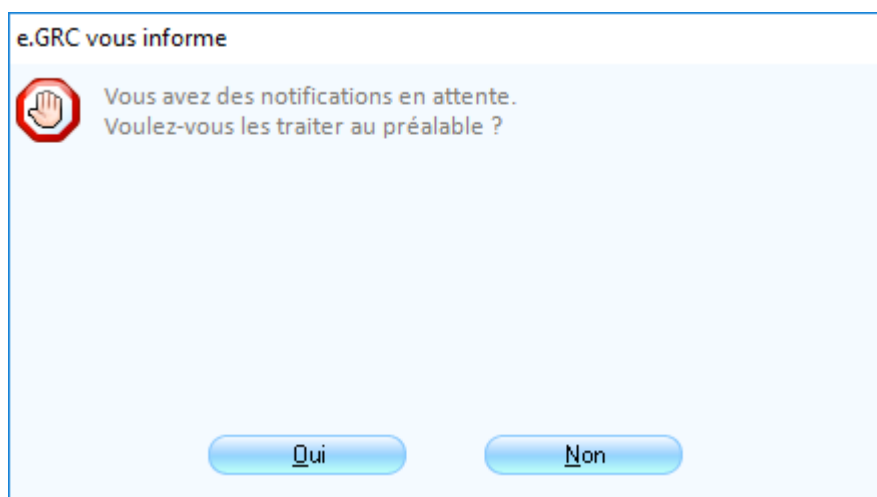 e.GRC vous informe
Vous avez des notifications en attente.
Voulez-vous les traiter au préalable ?
Oui
Non